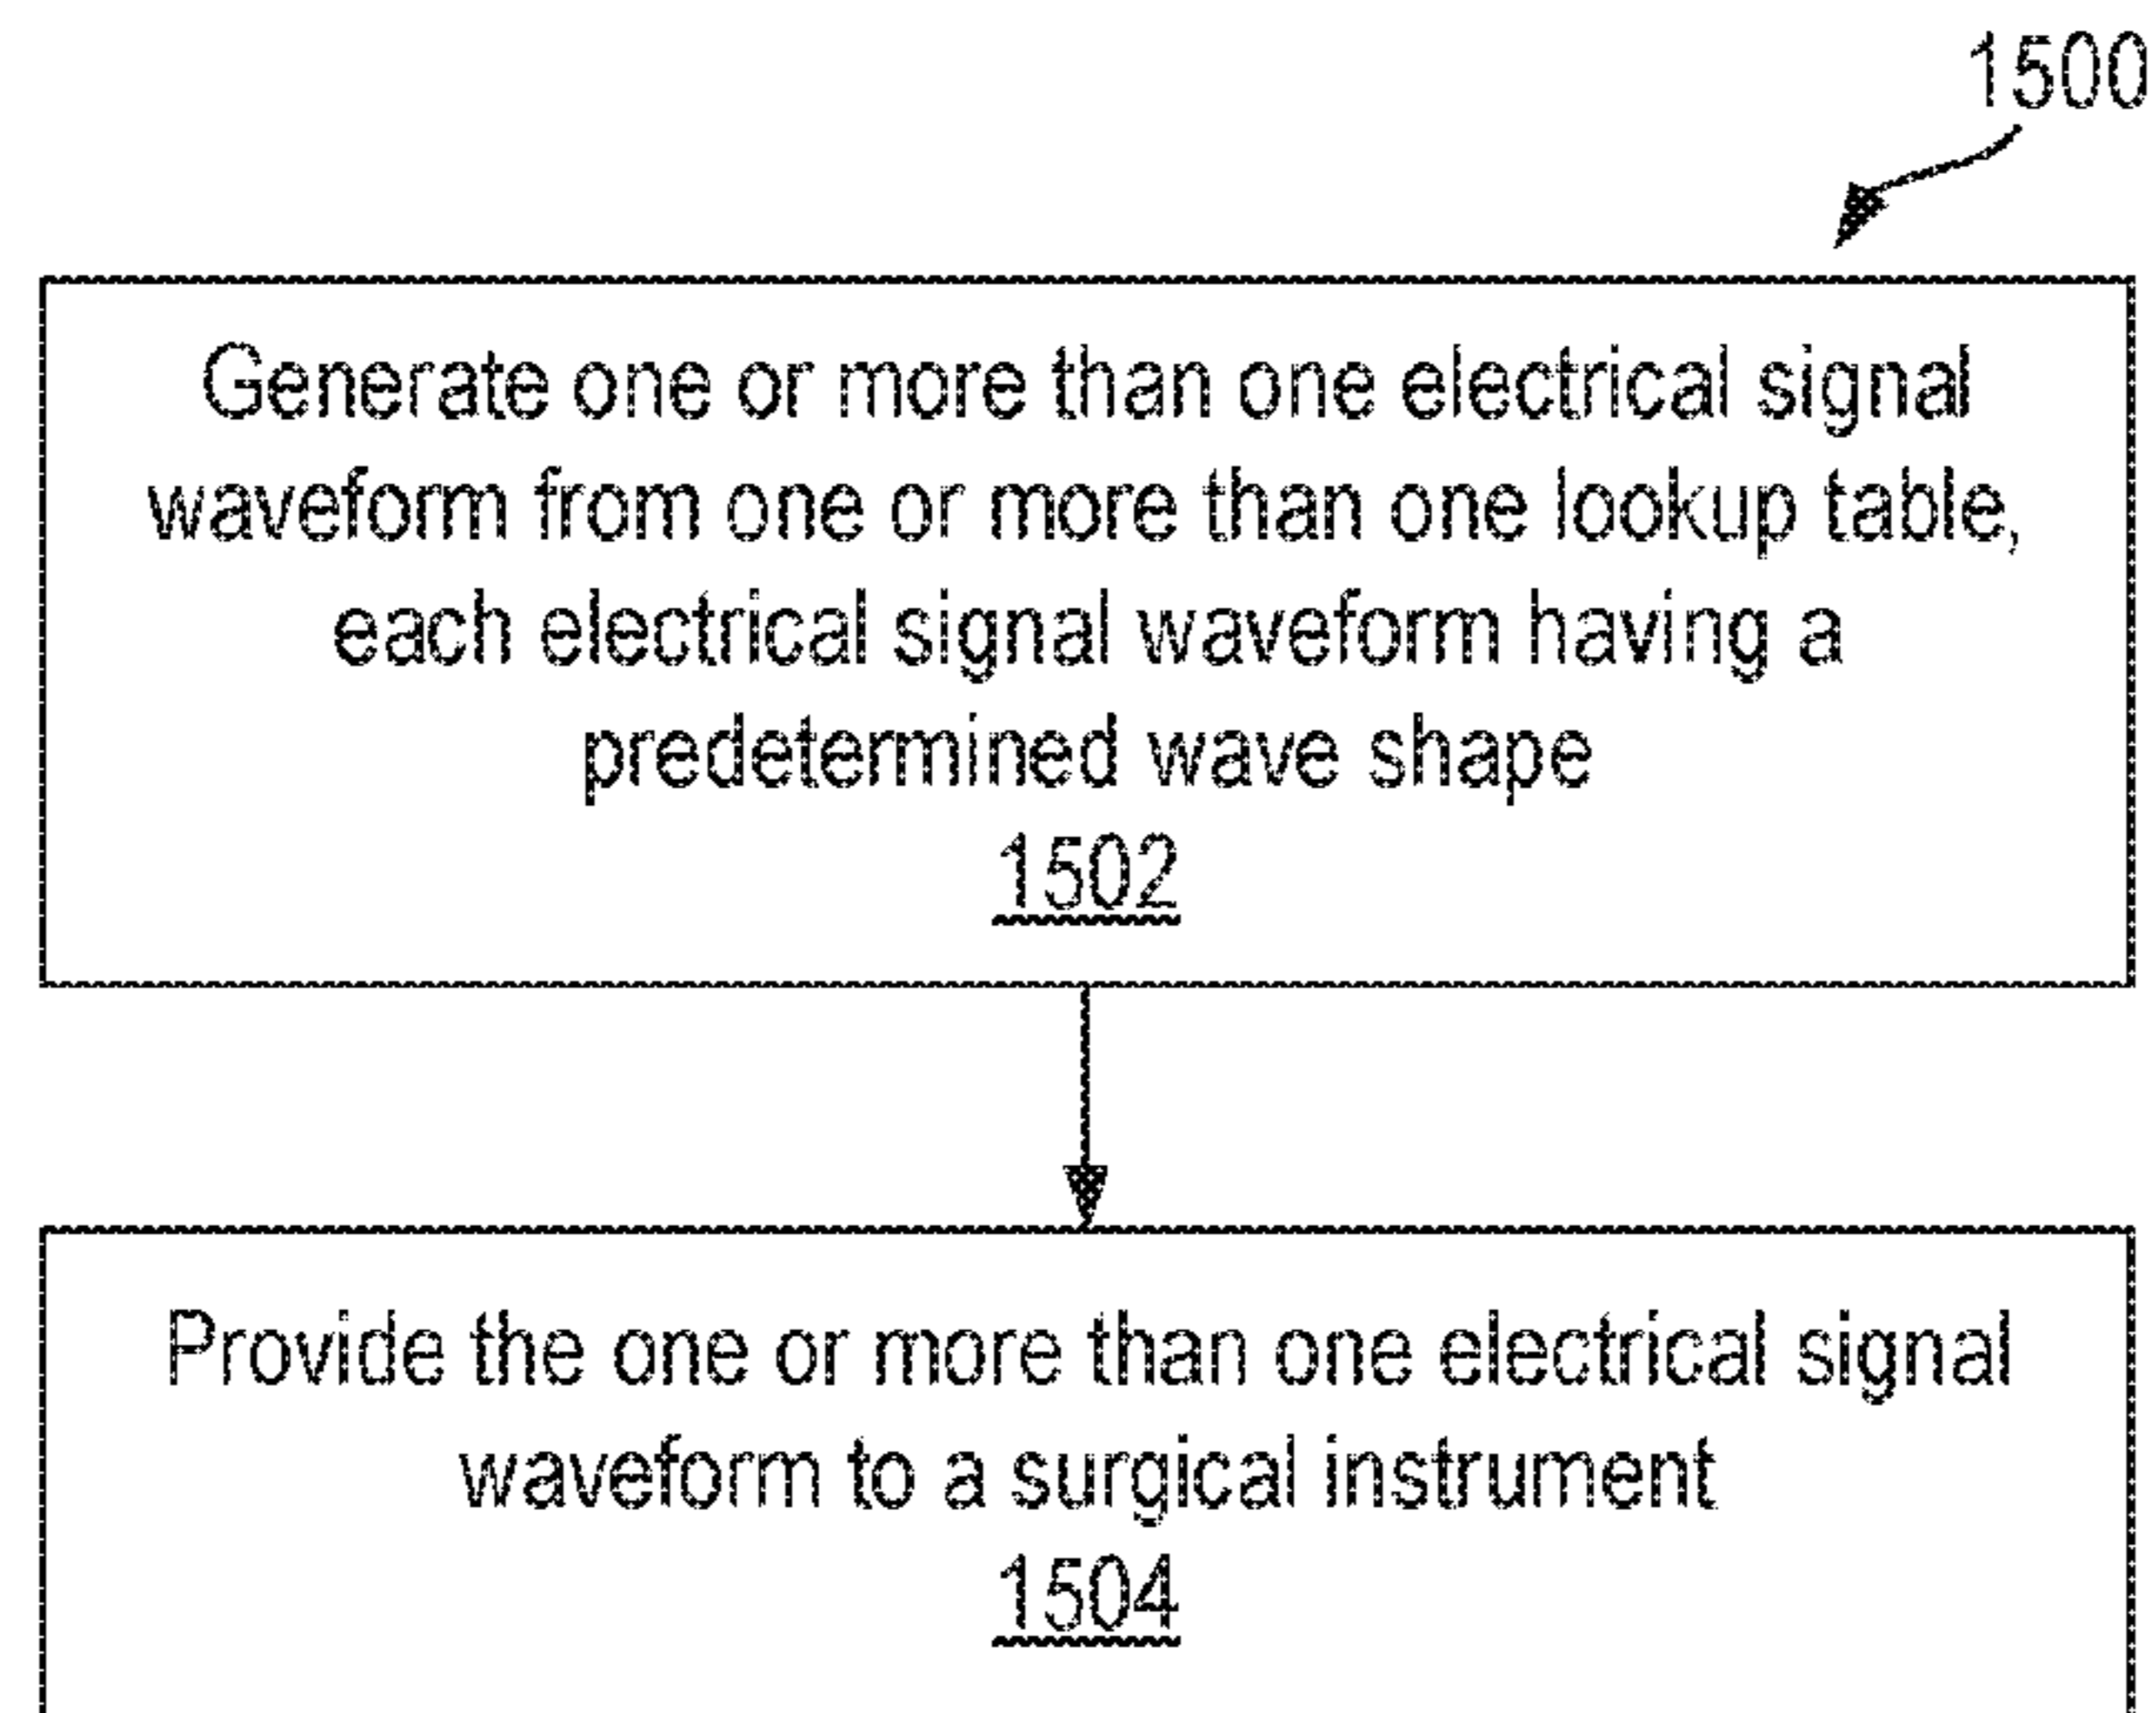 1500
Generate one or more than one electrical signal
waveform from one or more than one lookup table,
each electrical signal waveform having a
predetermined wave shape
1502
Provide the one or more than one electrical signal
waveform to a surgical instrument
1504